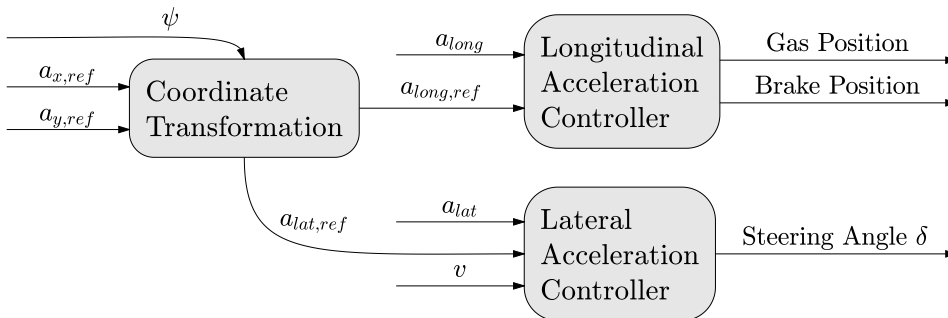 ψ
a_{x,ref}
a_{y,ref}
Coordinate
Transformation
a_{long}
a_{long,ref}
Longitudinal
Acceleration
Controller
Gas Position
Brake Position
a_{lat,ref}
a_{lat}
v
Lateral
Acceleration
Controller
Steering Angle δ